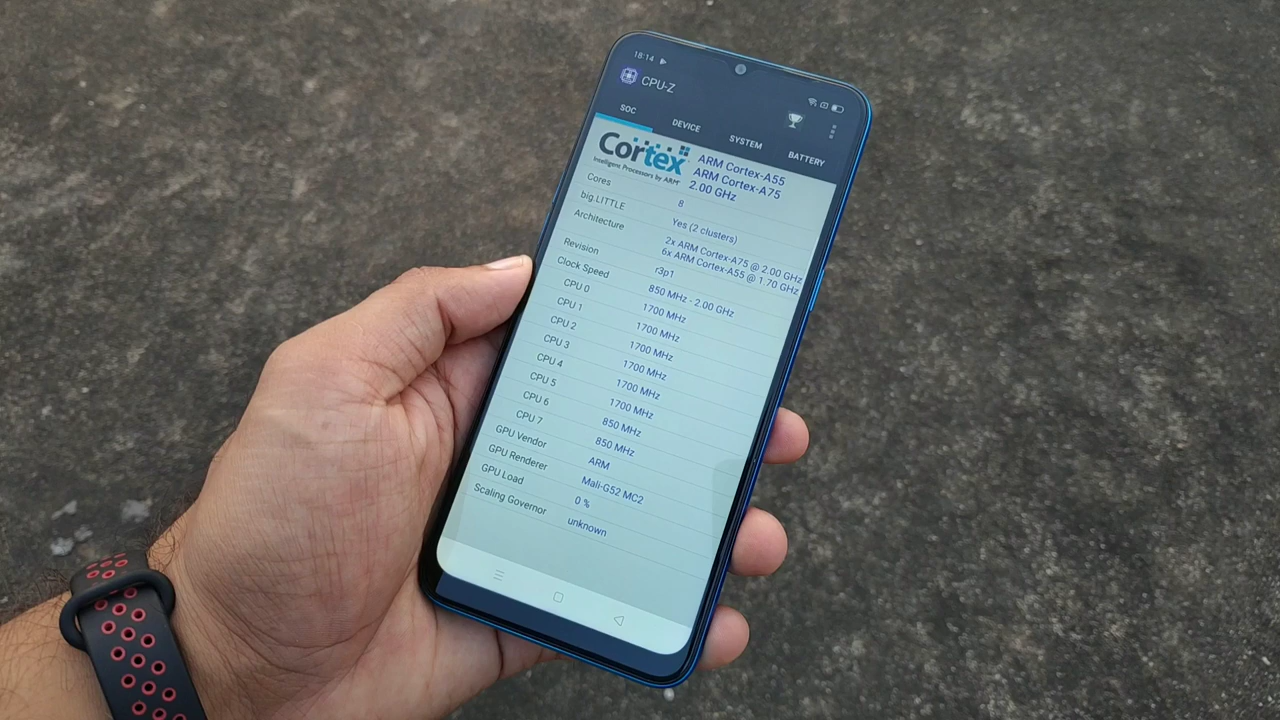 18:14
CPU-Z
SOC DEVICE SYSTEM BATTERY
Cortex
Intelligent Processors by ARM
ARM Cortex-A55
ARM Cortex-A75
2.00 GHz
Cores 8
big.LITTLE Yes (2 clusters)
Architecture 2x ARM Cortex-A75 @ 2.00 GHz
6x ARM Cortex-A55 @ 1.70 GHz
Revision r3p1
Clock Speed 850 MHz - 2.00 GHz
CPU 0 1700 MHz
CPU 1 1700 MHz
CPU 2 1700 MHz
CPU 3 1700 MHz
CPU 4 1700 MHz
CPU 5 1700 MHz
CPU 6 850 MHz
CPU 7 850 MHz
GPU Vendor ARM
GPU Renderer Mali-G52 MC2
GPU Load 0 %
Scaling Governor unknown